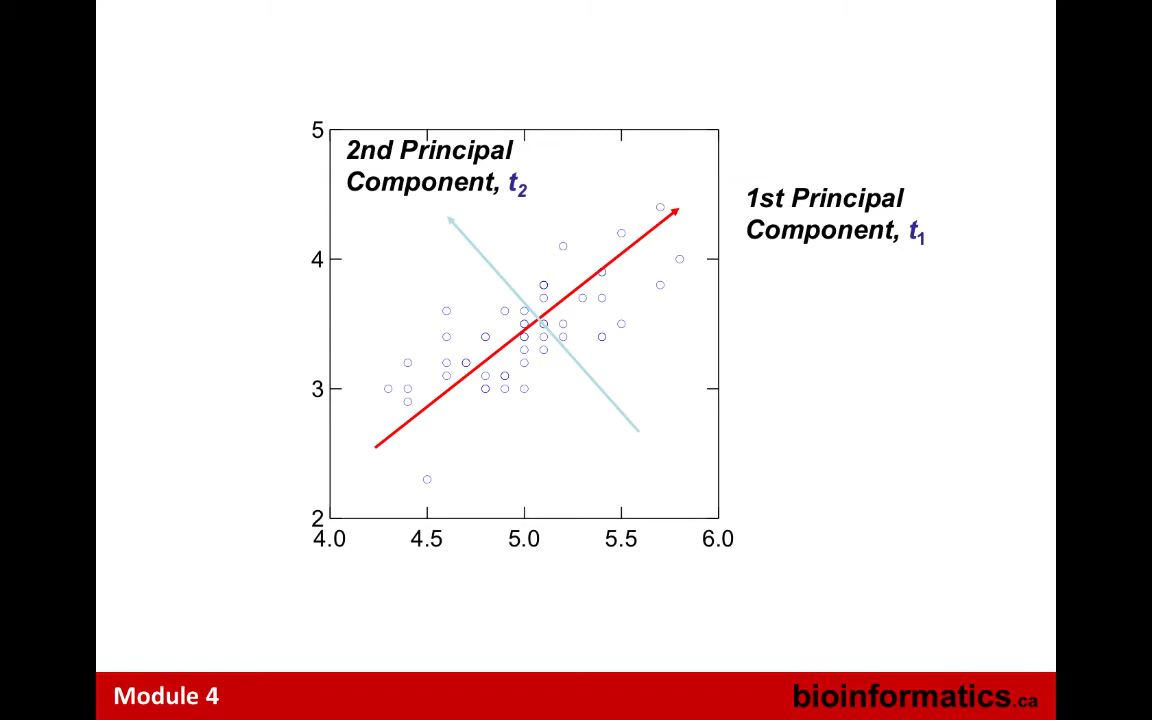 2nd Principal
Component, t2
1st Principal
Component, t1
5
4
3
2
4.0 4.5 5.0 5.5 6.0
Module 4
bioinformatics.ca